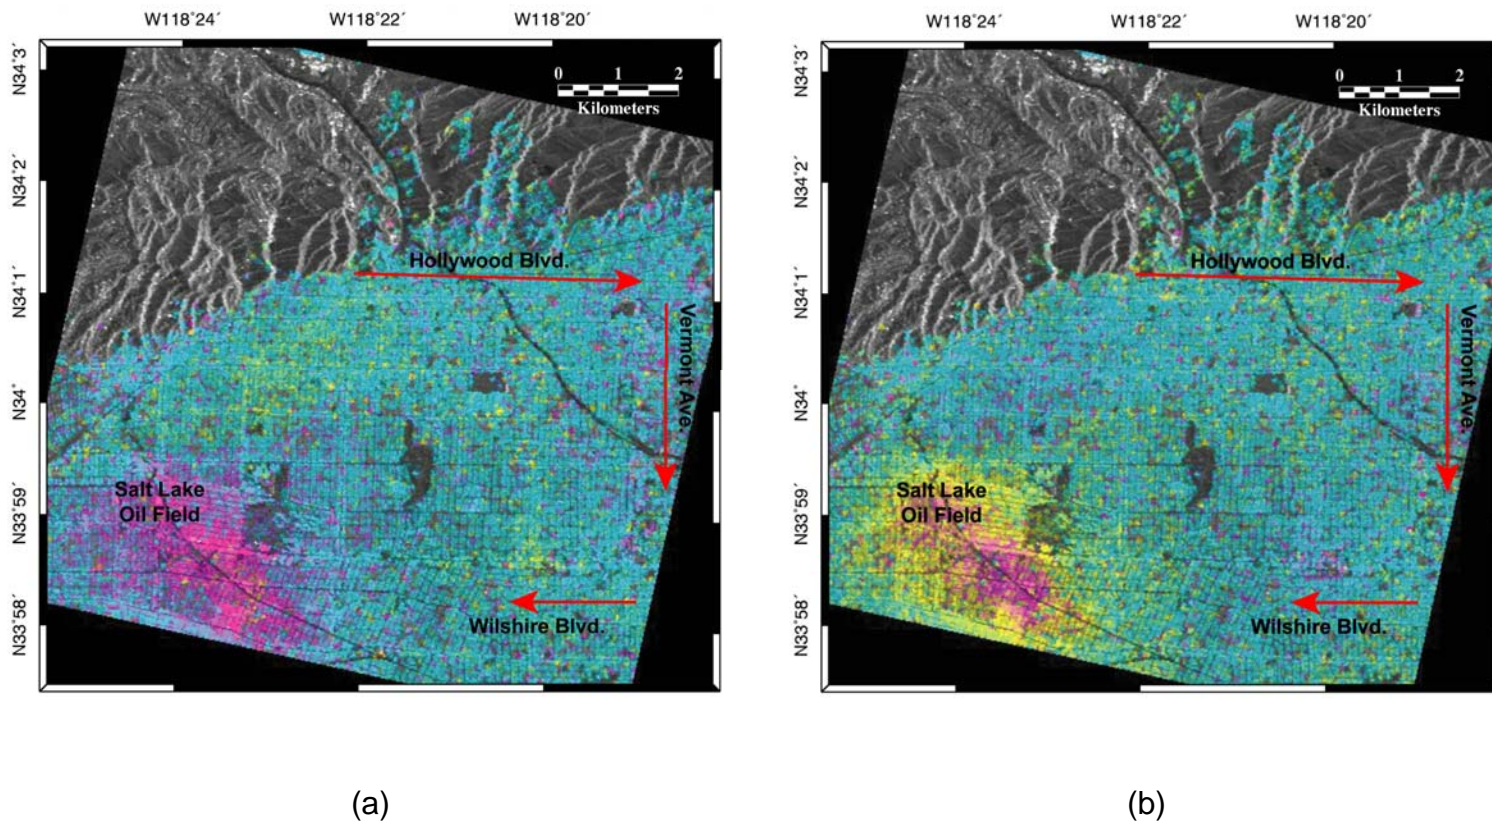 W118°24′ W118°22′ W118°20′
N34°3′
N34°2′
N34°1′
N34°
N33°59′
N33°58′
0 1 2
Kilometers
Hollywood Blvd.
Vermont Ave.
Salt Lake
Oil Field
Wilshire Blvd.
(a)
W118°24′ W118°22′ W118°20′
N34°3′
N34°2′
N34°1′
N34°
N33°59′
N33°58′
0 1 2
Kilometers
Hollywood Blvd.
Vermont Ave.
Salt Lake
Oil Field
Wilshire Blvd.
(b)